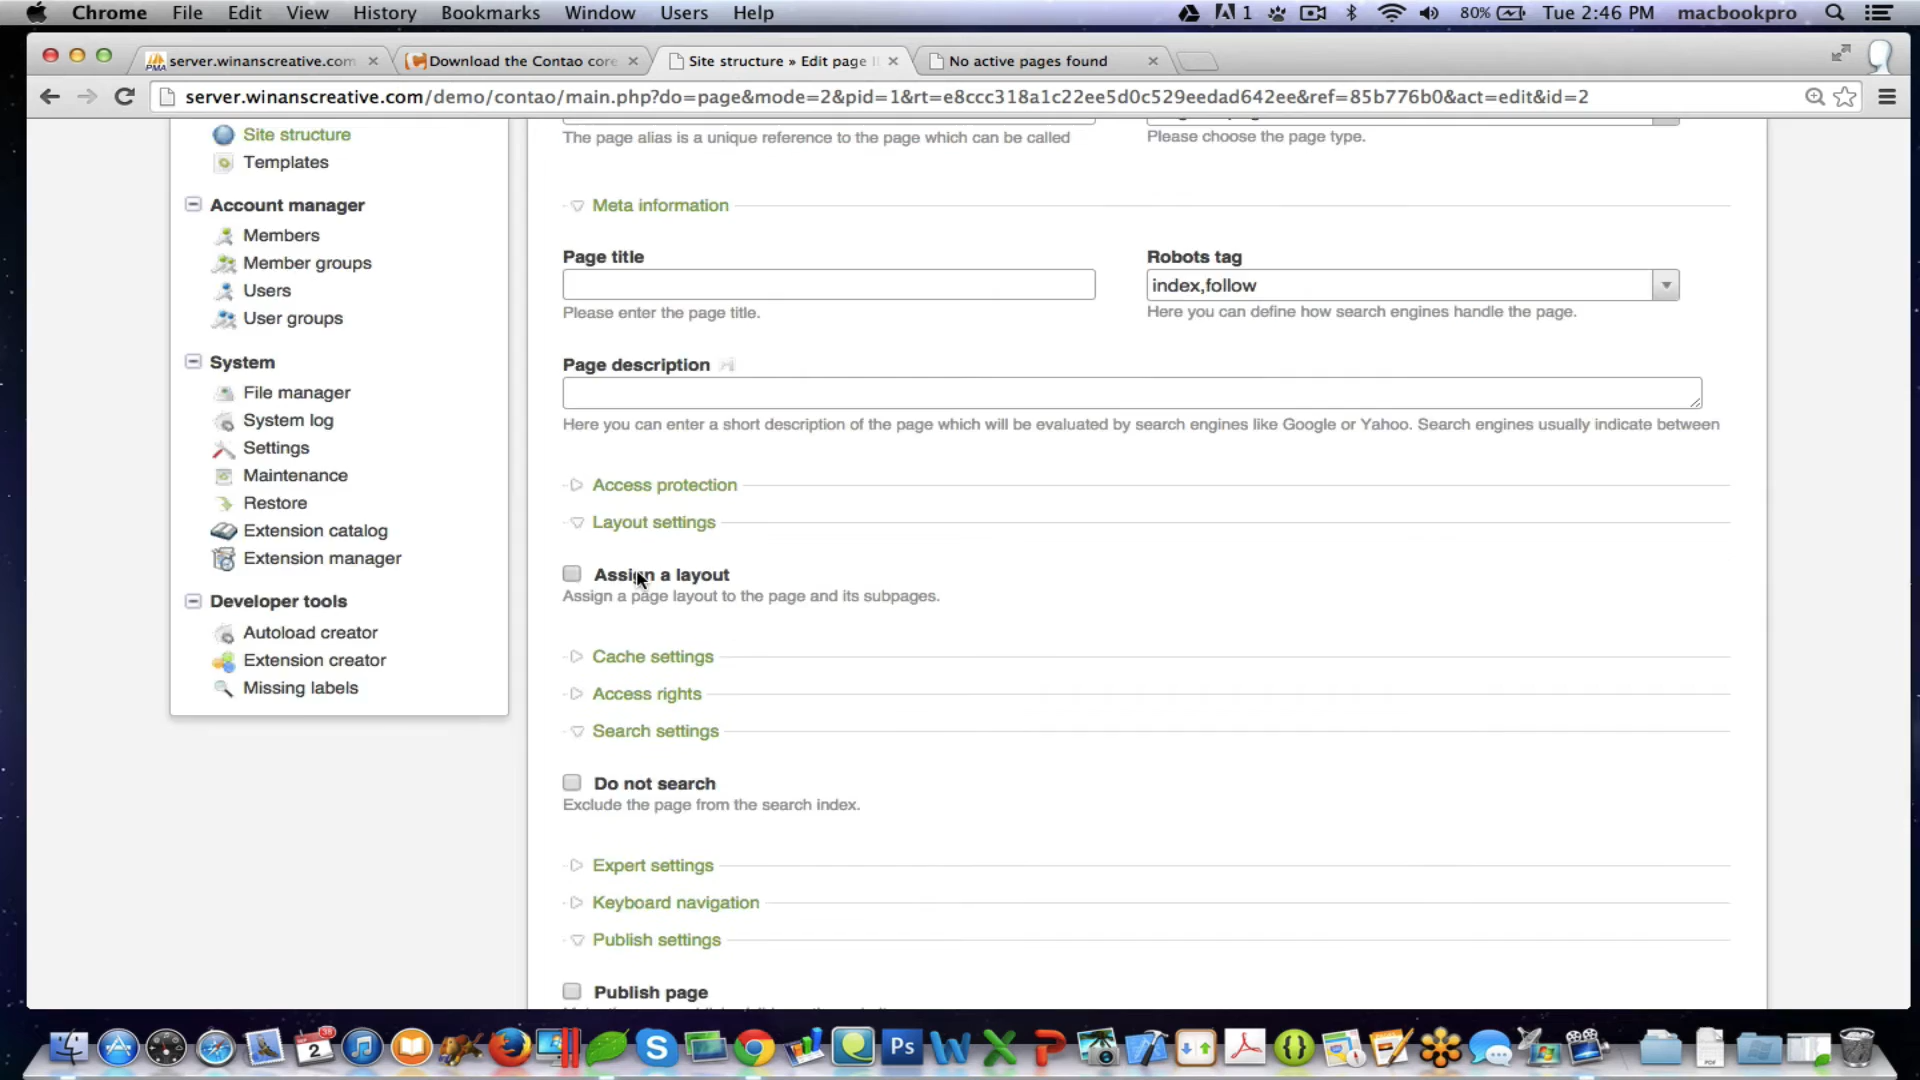 Chrome File Edit View History Bookmarks Window Users Help 1 80% Tue 2:46 PM macbookpro
server.winanscreative.com Download the Contao core Site structure » Edit page No active pages found
server.winanscreative.com/demo/contao/main.php?do=page&mode=2&pid=1&rt=e8ccc318a1c22ee5d0c529eedad642ee&ref=85b776b0&act=edit&id=2
Site structure
Templates
Account manager
Members
Member groups
Users
User groups
System
File manager
System log
Settings
Maintenance
Restore
Extension catalog
Extension manager
Developer tools
Autoload creator
Extension creator
Missing labels
The page alias is a unique reference to the page which can be called
Please choose the page type.
Meta information
Page title
Please enter the page title.
Robots tag
index,follow
Here you can define how search engines handle the page.
Page description
Here you can enter a short description of the page which will be evaluated by search engines like Google or Yahoo. Search engines usually indicate between
Access protection
Layout settings
Assign a layout
Assign a page layout to the page and its subpages.
Cache settings
Access rights
Search settings
Do not search
Exclude the page from the search index.
Expert settings
Keyboard navigation
Publish settings
Publish page